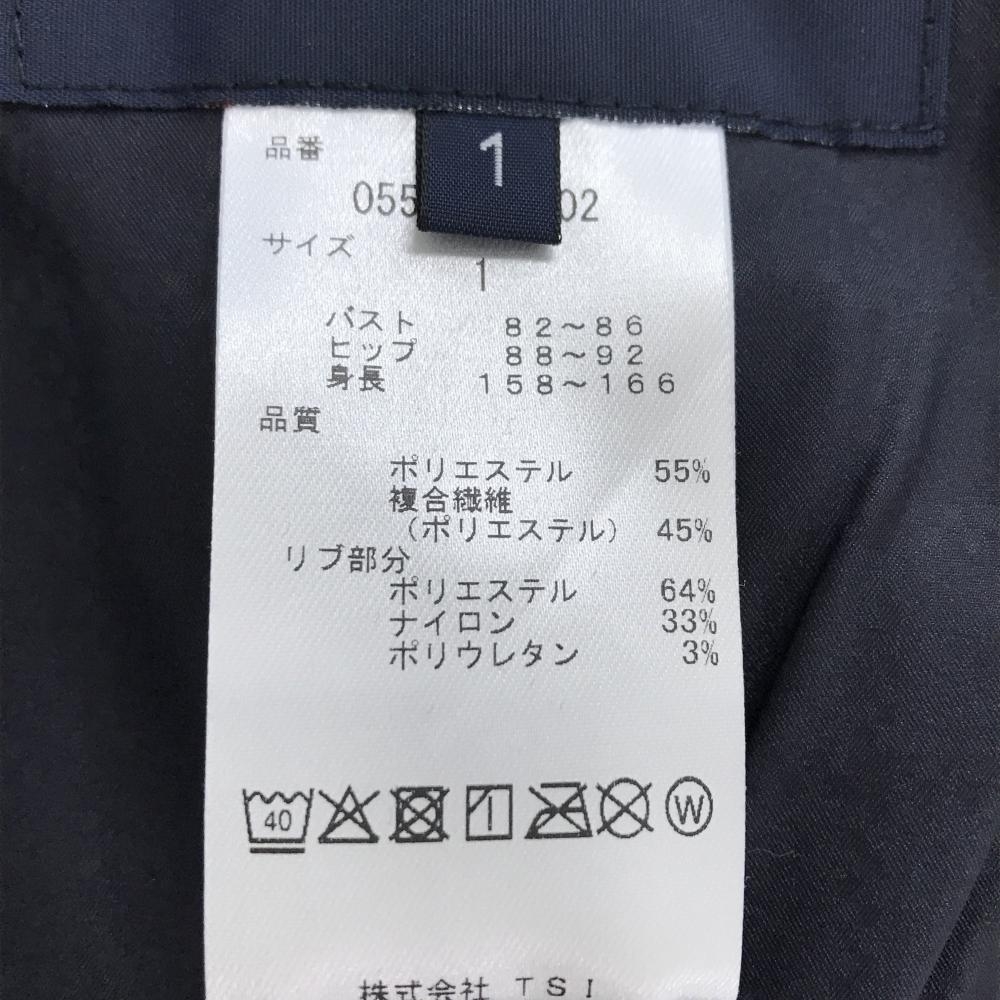 1
品番
055 02
サイズ
1
バスト 82～86
ヒップ 88～92
身長 158～166
品質
ポリエステル 55%
複合繊維
（ポリエステル） 45%
リブ部分
ポリエステル 64%
ナイロン 33%
ポリウレタン 3%
40
W
株式会社 TSI